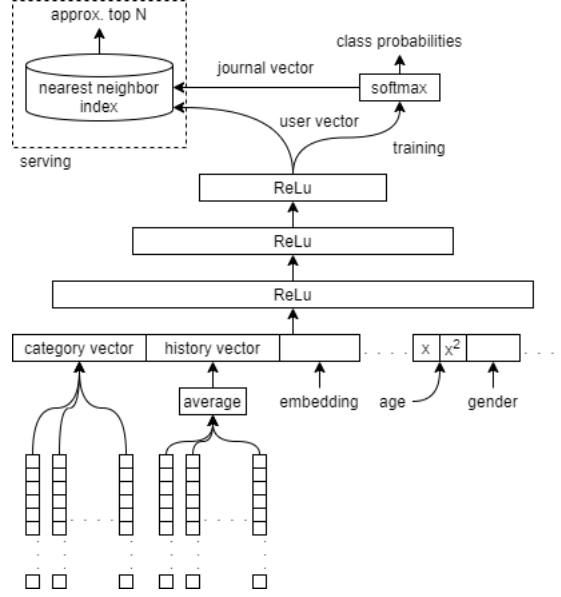 approx. top N
class probabilities
nearest neighbor
index
journal vector
softmax
user vector
training
serving
ReLu
ReLu
ReLu
category vector
history vector
x
x²
average
embedding
age
gender